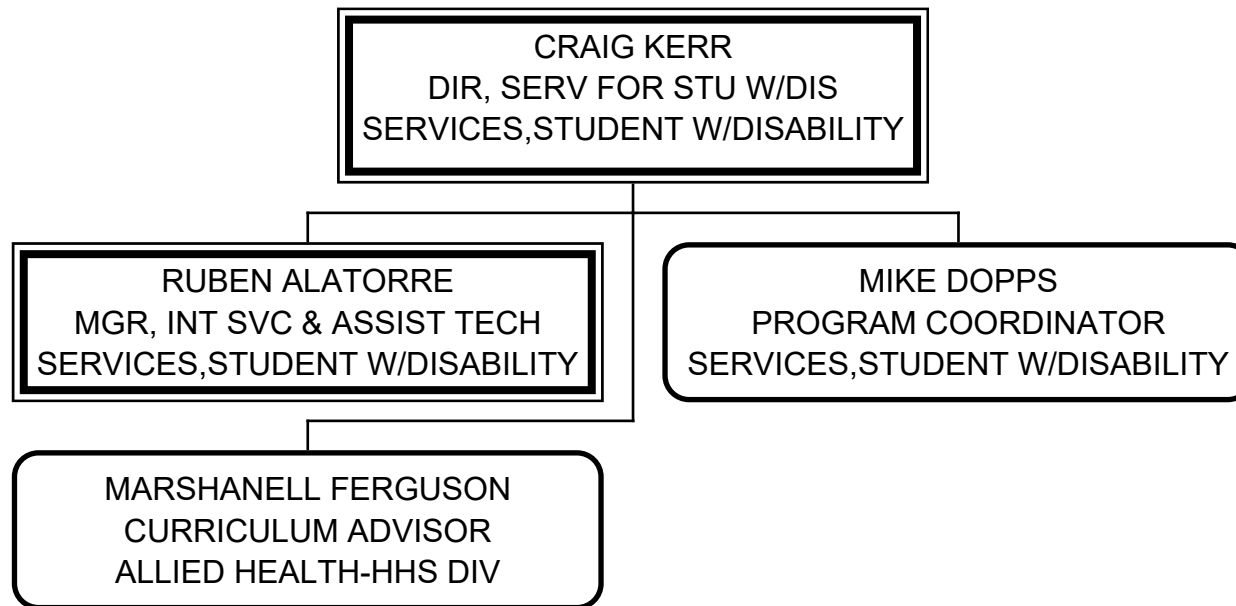 CRAIG KERR
DIR, SERV FOR STU W/DIS
SERVICES,STUDENT W/DISABILITY
RUBEN ALATORRE
MGR, INT SVC & ASSIST TECH
SERVICES,STUDENT W/DISABILITY
MIKE DOPPS
PROGRAM COORDINATOR
SERVICES,STUDENT W/DISABILITY
MARSHANELL FERGUSON
CURRICULUM ADVISOR
ALLIED HEALTH-HHS DIV